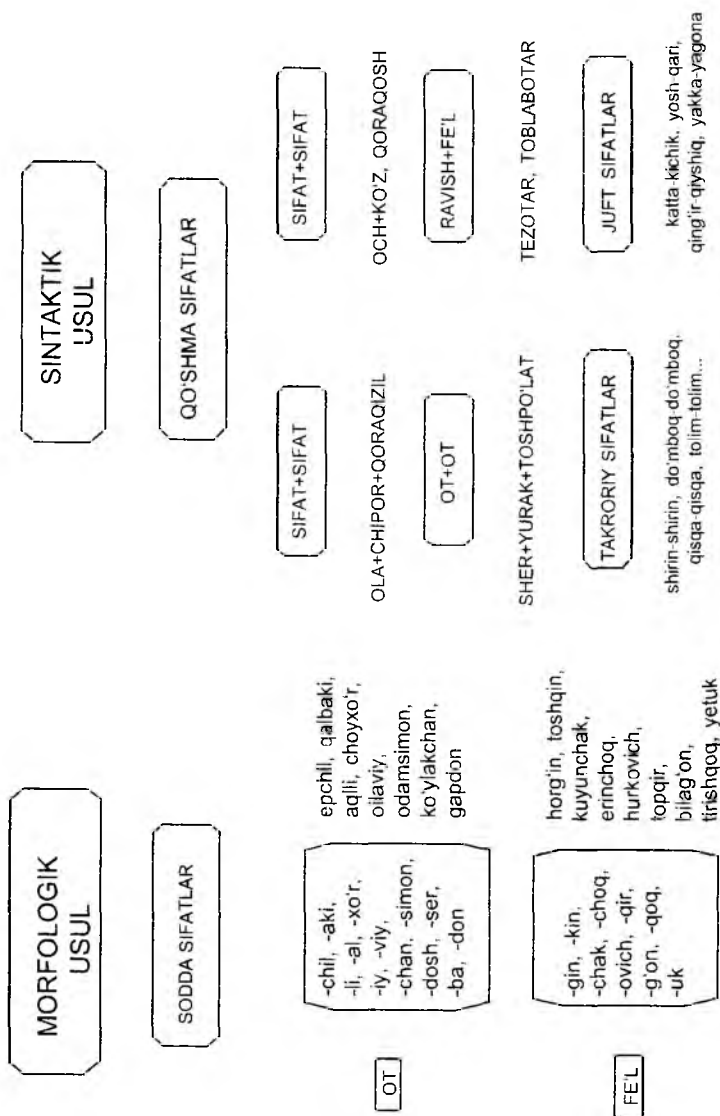 MORFOLOGIK
USUL
SODDA SIFATLAR
OT
-chil, -aki,
-li, -al, -xo'r,
-iy, -viy,
-chan, -simon,
-dosh, -ser,
-ba, -don
epchil, qalbaki,
aqlli, choyxo'r,
oilaviy,
odamsimon,
ko'ylakchan,
gapdon
FE'L
-gin, -kin,
-chak, -choq,
-ovich, -qir,
-g'on, -qoq,
-uk
horg'in, toshqin,
kuyunchak,
erinchoq,
hurkovich,
topqir,
bilag'on,
tirishqoq, yetuk
SINTAKTIK
USUL
QO'SHMA SIFATLAR
SIFAT+SIFAT
OLA+CHIPOR+QORAQIZIL
SIFAT+SIFAT
OCH+KO'Z, QORAQOSH
OT+OT
SHER+YURAK+TOSHPO'LAT
RAVISH+FE'L
TEZOTAR, TOBLABOTAR
TAKRORIY SIFATLAR
shirin-shirin, do'mboq-do'mboq,
qisqa-qisqa, tolim-tolim...
JUFT SIFATLAR
katta-kichik, yosh-qari,
qing'ir-qiyshiq, yakka-yagona